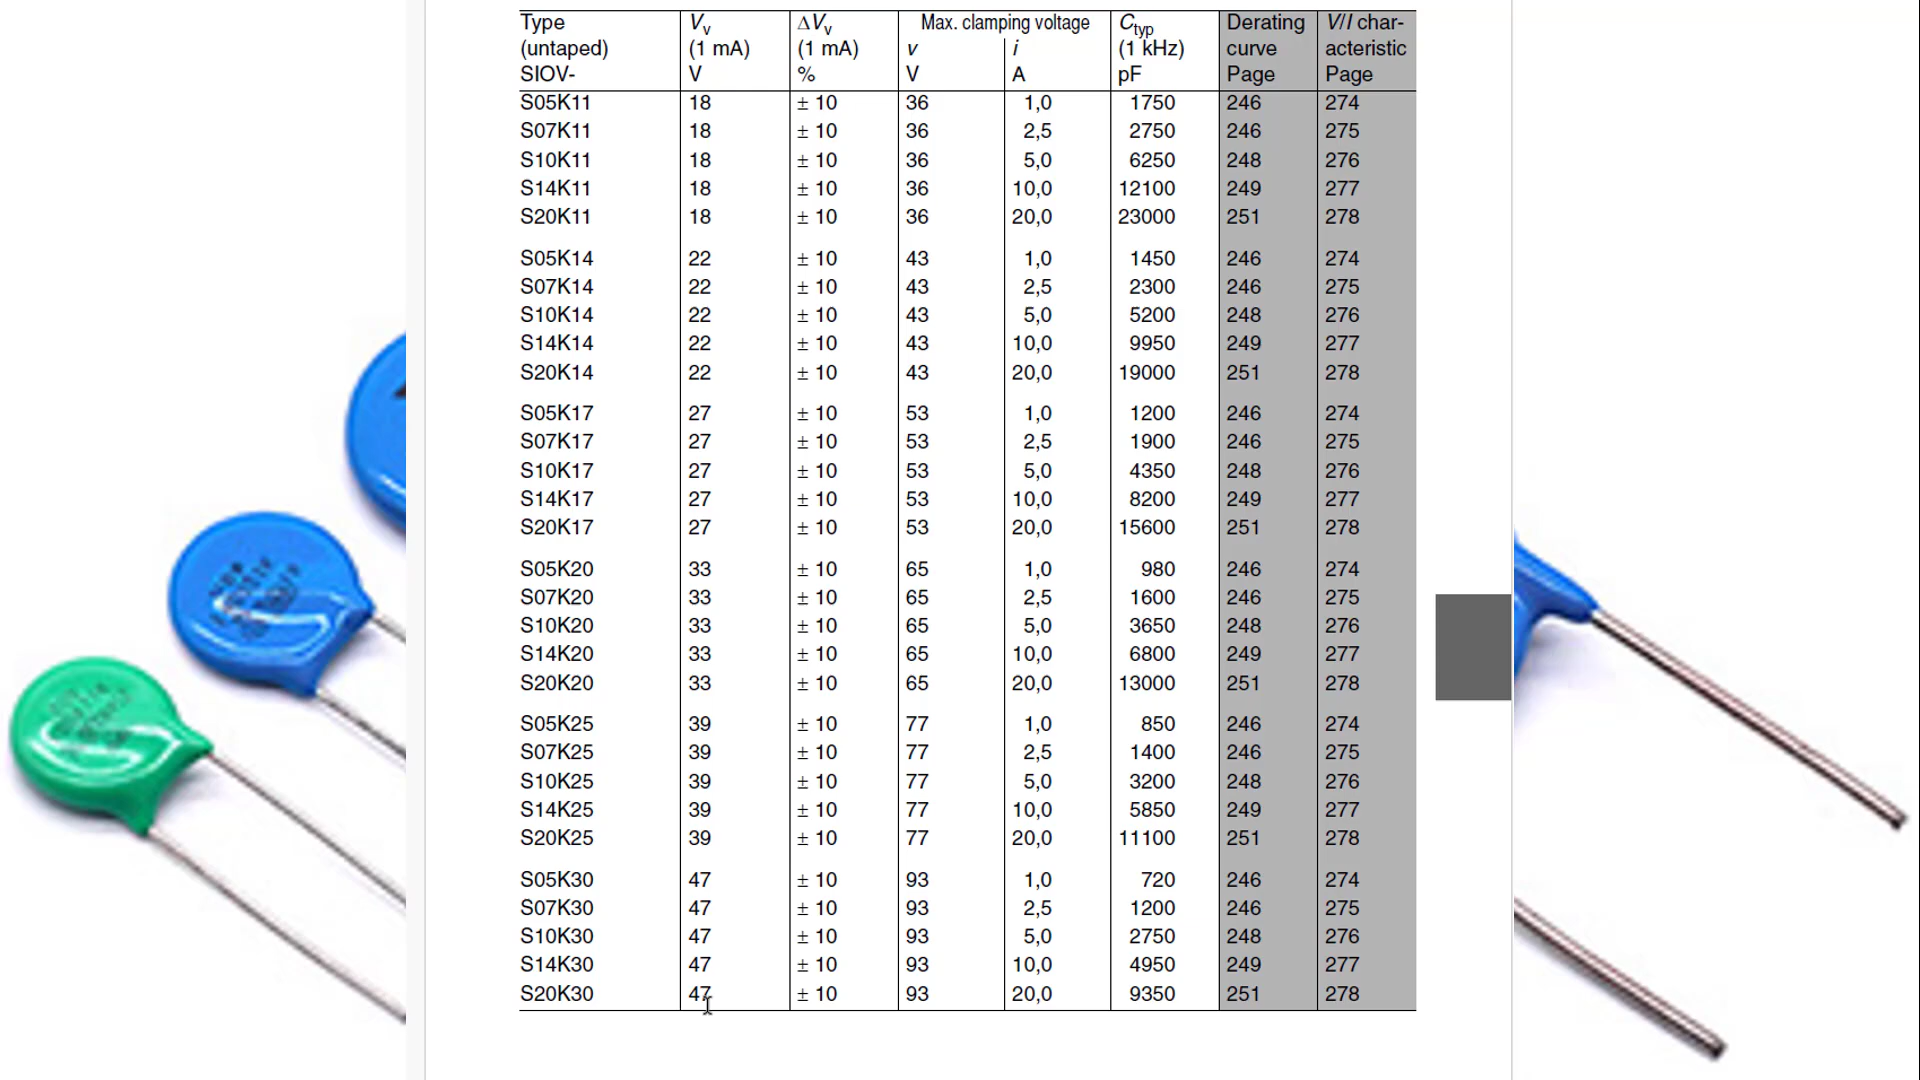 Type Vv ΔVv Max. clamping voltage Ctyp Derating V/I char-
(untaped) (1 mA) (1 mA) v i (1 kHz) curve acteristic
SIOV- V % V A pF Page Page
S05K11 18 ± 10 36 1,0 1750 246 274
S07K11 18 ± 10 36 2,5 2750 246 275
S10K11 18 ± 10 36 5,0 6250 248 276
S14K11 18 ± 10 36 10,0 12100 249 277
S20K11 18 ± 10 36 20,0 23000 251 278
S05K14 22 ± 10 43 1,0 1450 246 274
S07K14 22 ± 10 43 2,5 2300 246 275
S10K14 22 ± 10 43 5,0 5200 248 276
S14K14 22 ± 10 43 10,0 9950 249 277
S20K14 22 ± 10 43 20,0 19000 251 278
S05K17 27 ± 10 53 1,0 1200 246 274
S07K17 27 ± 10 53 2,5 1900 246 275
S10K17 27 ± 10 53 5,0 4350 248 276
S14K17 27 ± 10 53 10,0 8200 249 277
S20K17 27 ± 10 53 20,0 15600 251 278
S05K20 33 ± 10 65 1,0 980 246 274
S07K20 33 ± 10 65 2,5 1600 246 275
S10K20 33 ± 10 65 5,0 3650 248 276
S14K20 33 ± 10 65 10,0 6800 249 277
S20K20 33 ± 10 65 20,0 13000 251 278
S05K25 39 ± 10 77 1,0 850 246 274
S07K25 39 ± 10 77 2,5 1400 246 275
S10K25 39 ± 10 77 5,0 3200 248 276
S14K25 39 ± 10 77 10,0 5850 249 277
S20K25 39 ± 10 77 20,0 11100 251 278
S05K30 47 ± 10 93 1,0 720 246 274
S07K30 47 ± 10 93 2,5 1200 246 275
S10K30 47 ± 10 93 5,0 2750 248 276
S14K30 47 ± 10 93 10,0 4950 249 277
S20K30 47 ± 10 93 20,0 9350 251 278